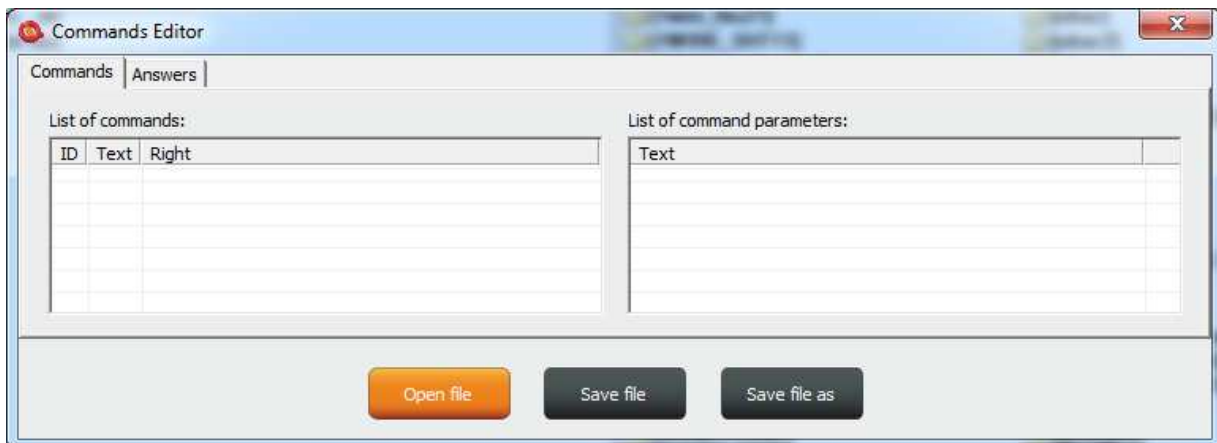 Commands Editor
Commands Answers
List of commands: List of command parameters:
ID Text Right Text
Open file Save file Save file as